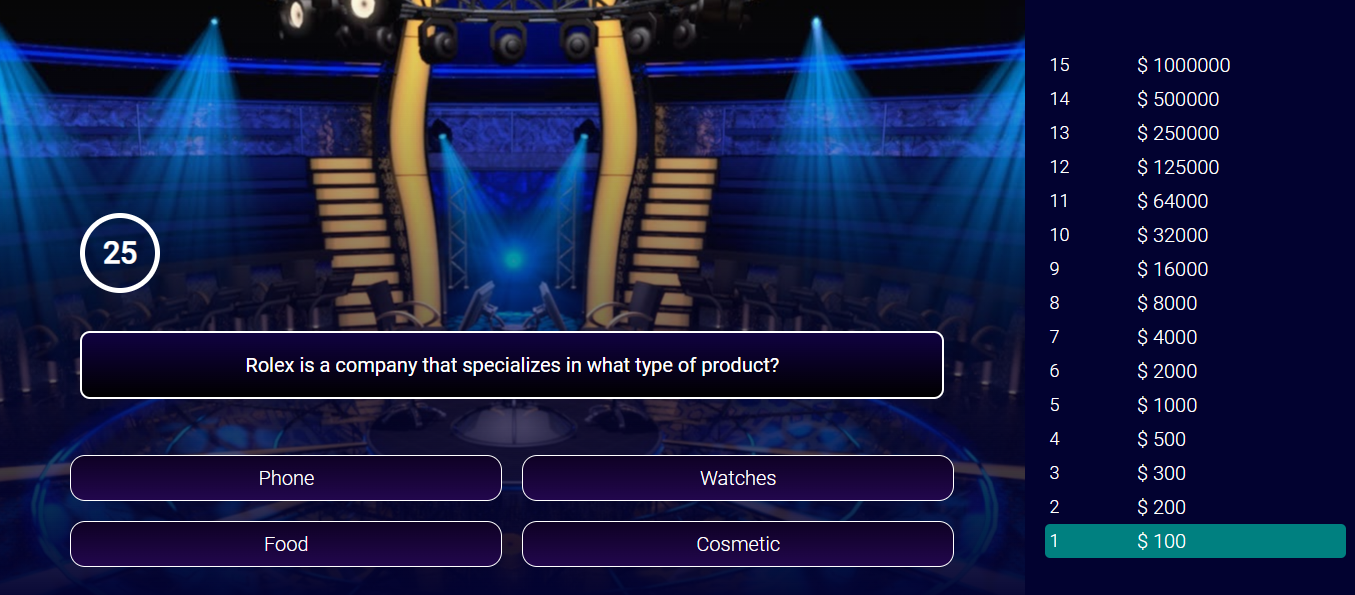 25
Rolex is a company that specializes in what type of product?
Phone
Watches
Food
Cosmetic
15 $ 1000000
14 $ 500000
13 $ 250000
12 $ 125000
11 $ 64000
10 $ 32000
9 $ 16000
8 $ 8000
7 $ 4000
6 $ 2000
5 $ 1000
4 $ 500
3 $ 300
2 $ 200
1 $ 100